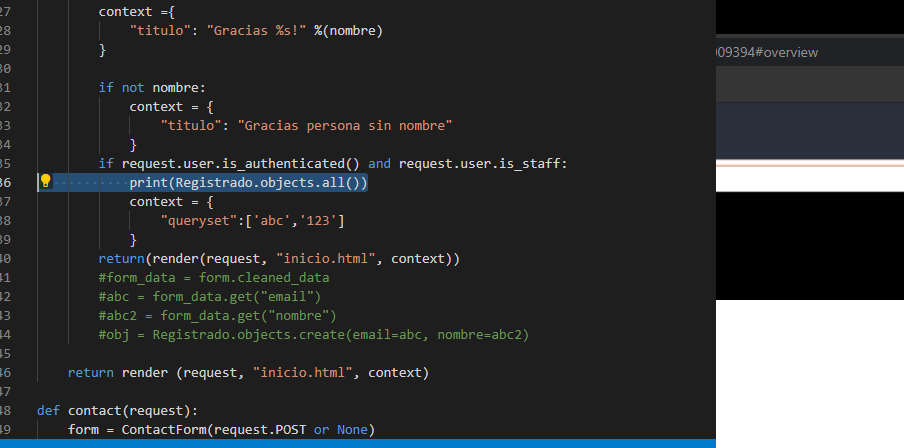 27 context ={
28 "titulo": "Gracias %s!" %(nombre)
29 }
30
31 if not nombre:
32 context = {
33 "titulo": "Gracias persona sin nombre"
34 }
35 if request.user.is_authenticated() and request.user.is_staff:
36 print(Registrado.objects.all())
37 context = {
38 "queryset":['abc','123']
39 }
40 return(render(request, "inicio.html", context))
41 #form_data = form.cleaned_data
42 #abc = form_data.get("email")
43 #abc2 = form_data.get("nombre")
44 #obj = Registrado.objects.create(email=abc, nombre=abc2)
45
46 return render (request, "inicio.html", context)
47
48 def contact(request):
49 form = ContactForm(request.POST or None)
009394#overview